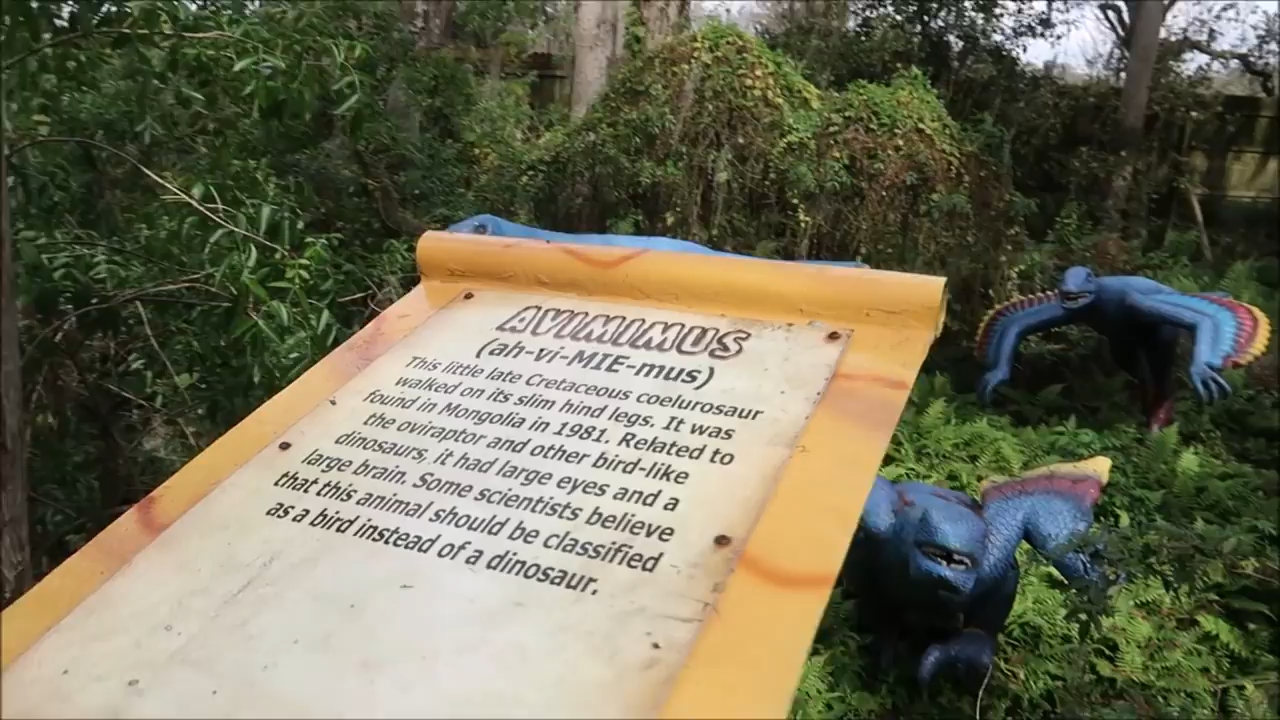 AVIMIMUS
(ah-vi-MIE-mus)
This little late Cretaceous coelurosaur
walked on its slim hind legs. It was
found in Mongolia in 1981. Related to
the oviraptor and other bird-like
dinosaurs, it had large eyes and a
large brain. Some scientists believe
that this animal should be classified
as a bird instead of a dinosaur.